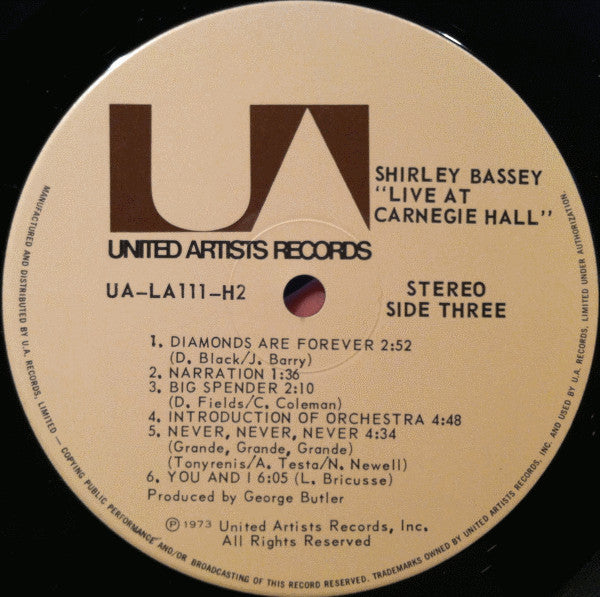 UA
UNITED ARTISTS RECORDS
SHIRLEY BASSEY
"LIVE AT
CARNEGIE HALL"
UA-LA111-H2
STEREO
SIDE THREE
1. DIAMONDS ARE FOREVER 2:52
(D. Black/J. Barry)
2. NARRATION 1:36
3. BIG SPENDER 2:10
(D. Fields/C. Coleman)
4. INTRODUCTION OF ORCHESTRA 4:48
5. NEVER, NEVER, NEVER 4:34
(Grande, Grande, Grande)
(Tonyrenis/A. Testa/N. Newell)
6. YOU AND I 6:05 (L. Bricusse)
Produced by George Butler
℗ 1973 United Artists Records, Inc.
All Rights Reserved
MANUFACTURED AND DISTRIBUTED BY U.A. RECORDS, LIMITED — COPYING PUBLIC PERFORMANCE AND/OR BROADCASTING OF THIS RECORD RESERVED. TRADEMARKS OWNED BY UNITED ARTISTS RECORDS, INC. AND USED BY U.A. RECORDS, LIMITED UNDER AUTHORIZATION.